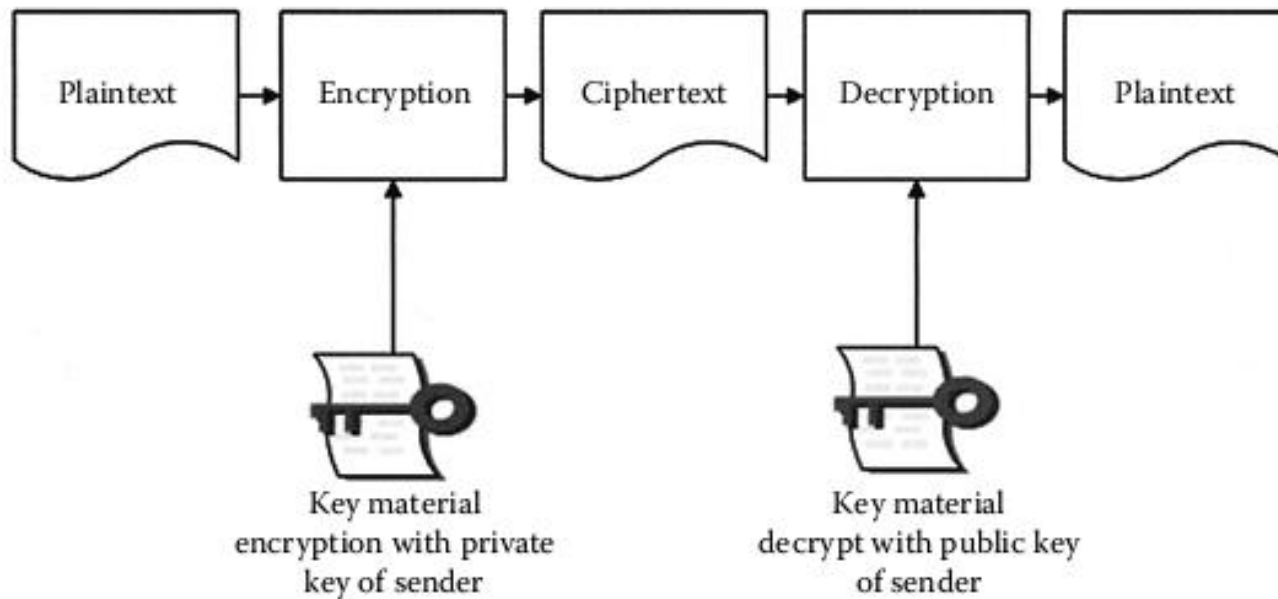 Plaintext
Encryption
Ciphertext
Decryption
Plaintext
Key material
encryption with private
key of sender
Key material
decrypt with public key
of sender